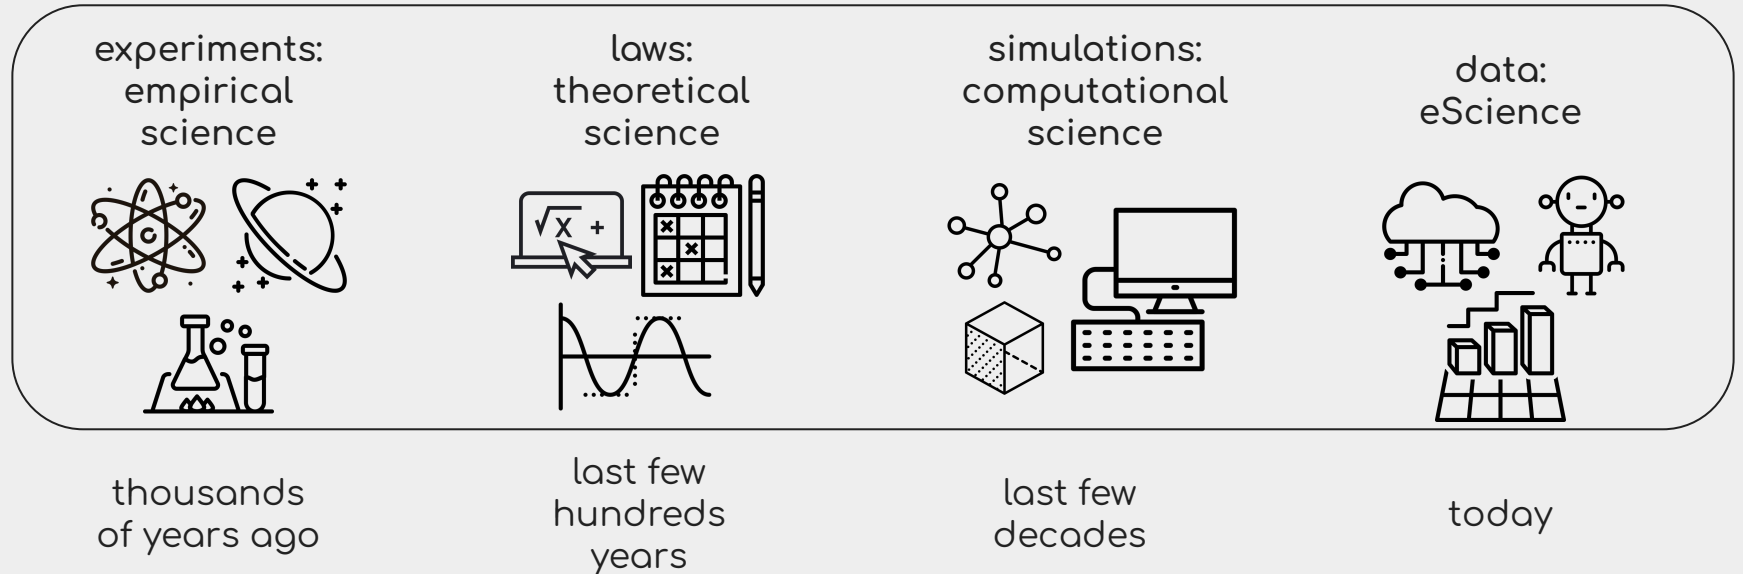 experiments:
empirical
science
laws:
theoretical
science
simulations:
computational
science
data:
eScience
√x +
thousands
of years ago
last few
hundreds
years
last few
decades
today